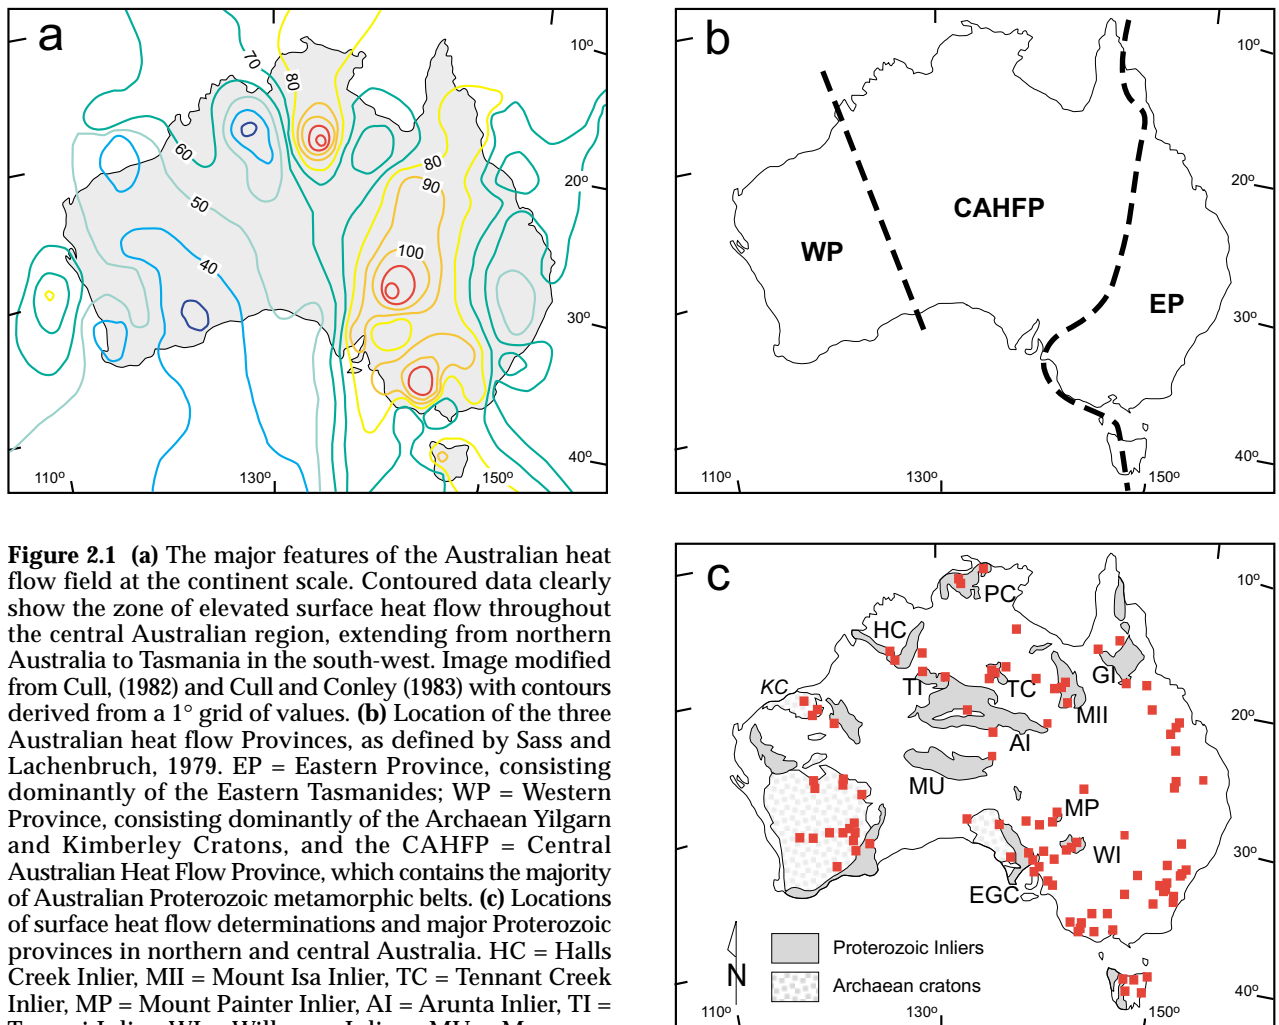 a
70
80
60
50
40
80
90
100
10º
20º
30º
40º
110º
130º
150º
b
WP
CAHFP
EP
10º
20º
30º
40º
110º
130º
150º
Figure 2.1 (a) The major features of the Australian heat
flow field at the continent scale. Contoured data clearly
show the zone of elevated surface heat flow throughout
the central Australian region, extending from northern
Australia to Tasmania in the south-west. Image modified
from Cull, (1982) and Cull and Conley (1983) with contours
derived from a 1° grid of values. (b) Location of the three
Australian heat flow Provinces, as defined by Sass and
Lachenbruch, 1979. EP = Eastern Province, consisting
dominantly of the Eastern Tasmanides; WP = Western
Province, consisting dominantly of the Archaean Yilgarn
and Kimberley Cratons, and the CAHFP = Central
Australian Heat Flow Province, which contains the majority
of Australian Proterozoic metamorphic belts. (c) Locations
of surface heat flow determinations and major Proterozoic
provinces in northern and central Australia. HC = Halls
Creek Inlier, MII = Mount Isa Inlier, TC = Tennant Creek
Inlier, MP = Mount Painter Inlier, AI = Arunta Inlier, TI =
c
PC
HC
KC
TI
TC
GI
MII
AI
MU
MP
WI
EGC
N
Proterozoic Inliers
Archaean cratons
10º
20º
30º
40º
110º
130º
150º